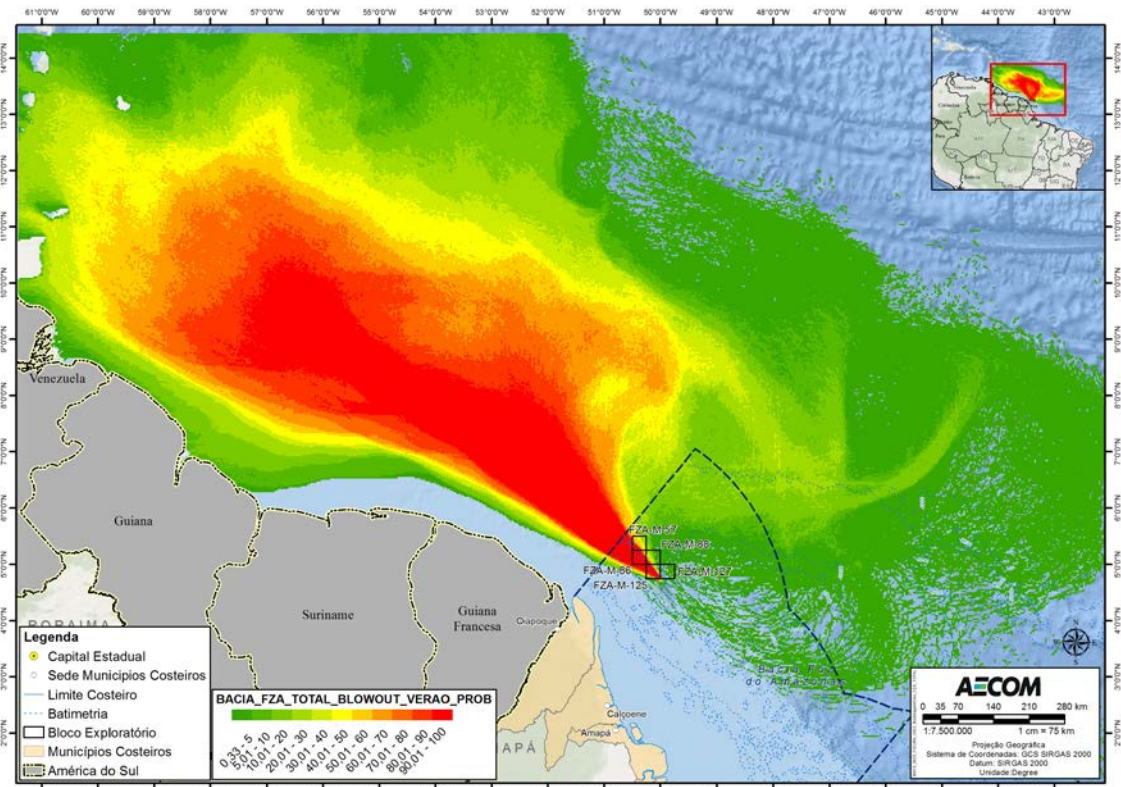 61°0'0"W 60°0'0"W 59°0'0"W 58°0'0"W 57°0'0"W 56°0'0"W 55°0'0"W 54°0'0"W 53°0'0"W 52°0'0"W 51°0'0"W 50°0'0"W 49°0'0"W 48°0'0"W 47°0'0"W 46°0'0"W 45°0'0"W 44°0'0"W 43°0'0"W
14°0'0"N
13°0'0"N
12°0'0"N
11°0'0"N
10°0'0"N
9°0'0"N
8°0'0"N
7°0'0"N
6°0'0"N
5°0'0"N
4°0'0"N
3°0'0"N
2°0'0"N
Venezuela
Guiana
Suriname
Guiana
Francesa
Oiapoque
FZA-M-57
FZA-M-88
FZA-M-86
FZA-M-127
FZA-M-125
Calçoene
Amapá
RORAIMA
Legenda
Capital Estadual
Sede Municipios Costeiros
Limite Costeiro
Batimetria
Bloco Exploratório
Municípios Costeiros
América do Sul
BACIA_FZA_TOTAL_BLOWOUT_VERAO_PROB
0,33 - 5
5,01 - 10
10,01 - 20
20,01 - 30
30,01 - 40
40,01 - 50
50,01 - 60
60,01 - 70
70,01 - 80
80,01 - 90
90,01 - 100
N
AECOM
0 35 70 140 210 280 km
1:7.500.000 1 cm = 75 km
Projeção Geográfica
Sistema de Coordenadas: GCS SIRGAS 2000
Datum: SIRGAS 2000
Unidade:Degree